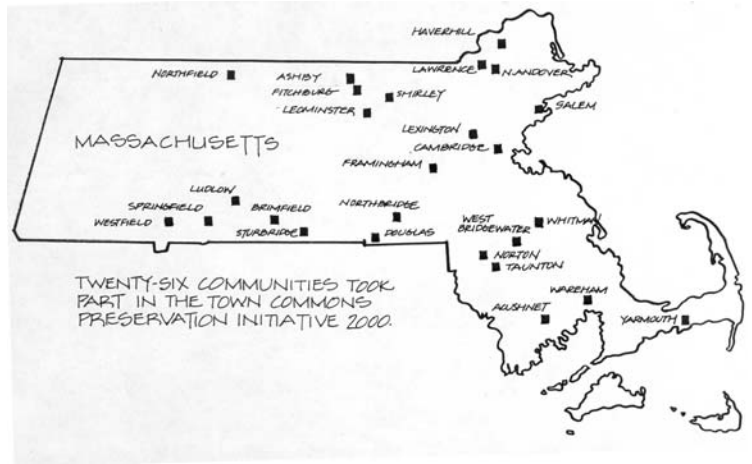 HAVERHILL
LAWRENCE
N. ANDOVER
NORTHFIELD
ASHBY
FITCHBURG
SHIRLEY
LEOMINSTER
SALEM
LEXINGTON
MASSACHUSETTS
CAMBRIDGE
FRAMINGHAM
LUDLOW
SPRINGFIELD
BRIMFIELD
NORTHBRIDGE
WESTFIELD
STURBRIDGE
DOUGLAS
WEST
BRIDGEWATER
WHITMAN
NORTON
TAUNTON
TWENTY-SIX COMMUNITIES TOOK
PART IN THE TOWN COMMONS
PRESERVATION INITIATIVE 2000.
WAREHAM
ACUSHNET
YARMOUTH